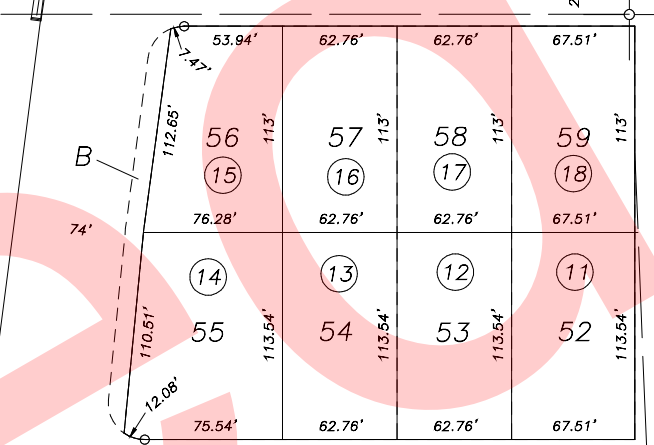 2
53.94' 62.76' 62.76' 67.51'
7.47'
112.65' 113' 113' 113' 113'
56 57 58 59
B
15 16 17 18
76.28' 62.76' 62.76' 67.51'
74'
14 13 12 11
110.51' 113.54' 113.54' 113.54' 113.54'
55 54 53 52
12.08'
75.54' 62.76' 62.76' 67.51'